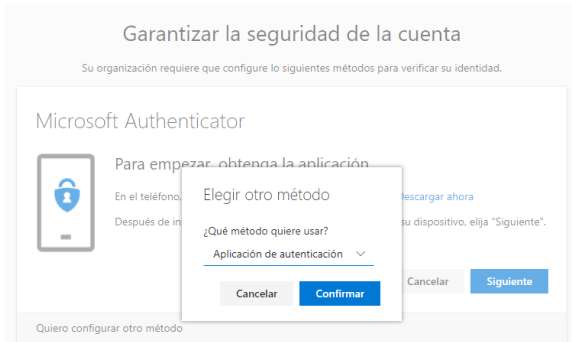 Garantizar la seguridad de la cuenta
Su organización requiere que configure lo siguientes métodos para verificar su identidad.
Microsoft Authenticator
Para empezar, obtenga la aplicación
En el teléfono, Descargar ahora
Después de in su dispositivo, elija "Siguiente".
Elegir otro método
¿Qué método quiere usar?
Aplicación de autenticación
Cancelar Confirmar
Cancelar Siguiente
Quiero configurar otro método